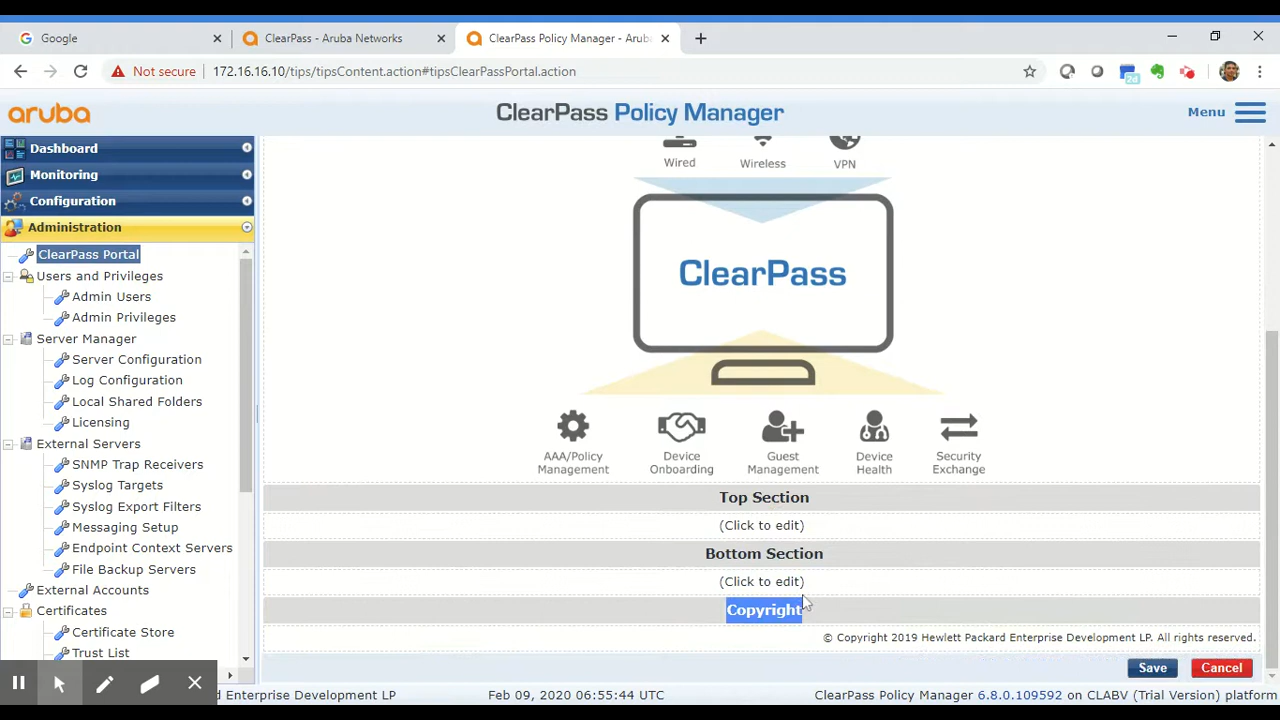 Google
ClearPass - Aruba Networks
ClearPass Policy Manager - Arub
Not secure
172.16.16.10/tips/tipsContent.action#tipsClearPassPortal.action
2d
aruba
ClearPass Policy Manager
Menu
Dashboard
Monitoring
Configuration
Administration
ClearPass Portal
Users and Privileges
Admin Users
Admin Privileges
Server Manager
Server Configuration
Log Configuration
Local Shared Folders
Licensing
External Servers
SNMP Trap Receivers
Syslog Targets
Syslog Export Filters
Messaging Setup
Endpoint Context Servers
File Backup Servers
External Accounts
Certificates
Certificate Store
Trust List
Wired
Wireless
VPN
ClearPass
AAA/Policy Management
Device Onboarding
Guest Management
Device Health
Security Exchange
Top Section
(Click to edit)
Bottom Section
(Click to edit)
Copyright
© Copyright 2019 Hewlett Packard Enterprise Development LP. All rights reserved.
Save
Cancel
d Enterprise Development LP
Feb 09, 2020 06:55:44 UTC
ClearPass Policy Manager 6.8.0.109592 on CLABV (Trial Version) platform